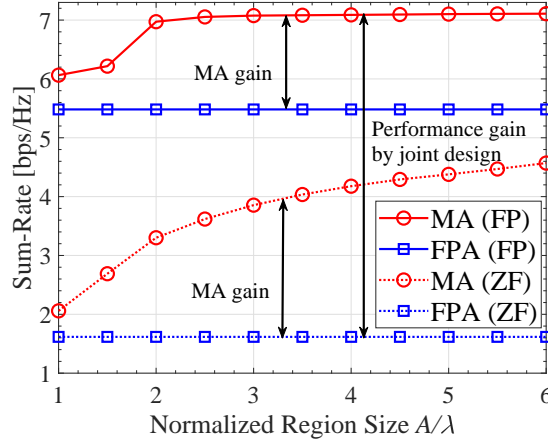 7
6
5
4
3
2
1
Sum-Rate [bps/Hz]
MA gain
Performance gain
by joint design
MA gain
MA (FP)
FPA (FP)
MA (ZF)
FPA (ZF)
1 2 3 4 5 6
Normalized Region Size A/λ